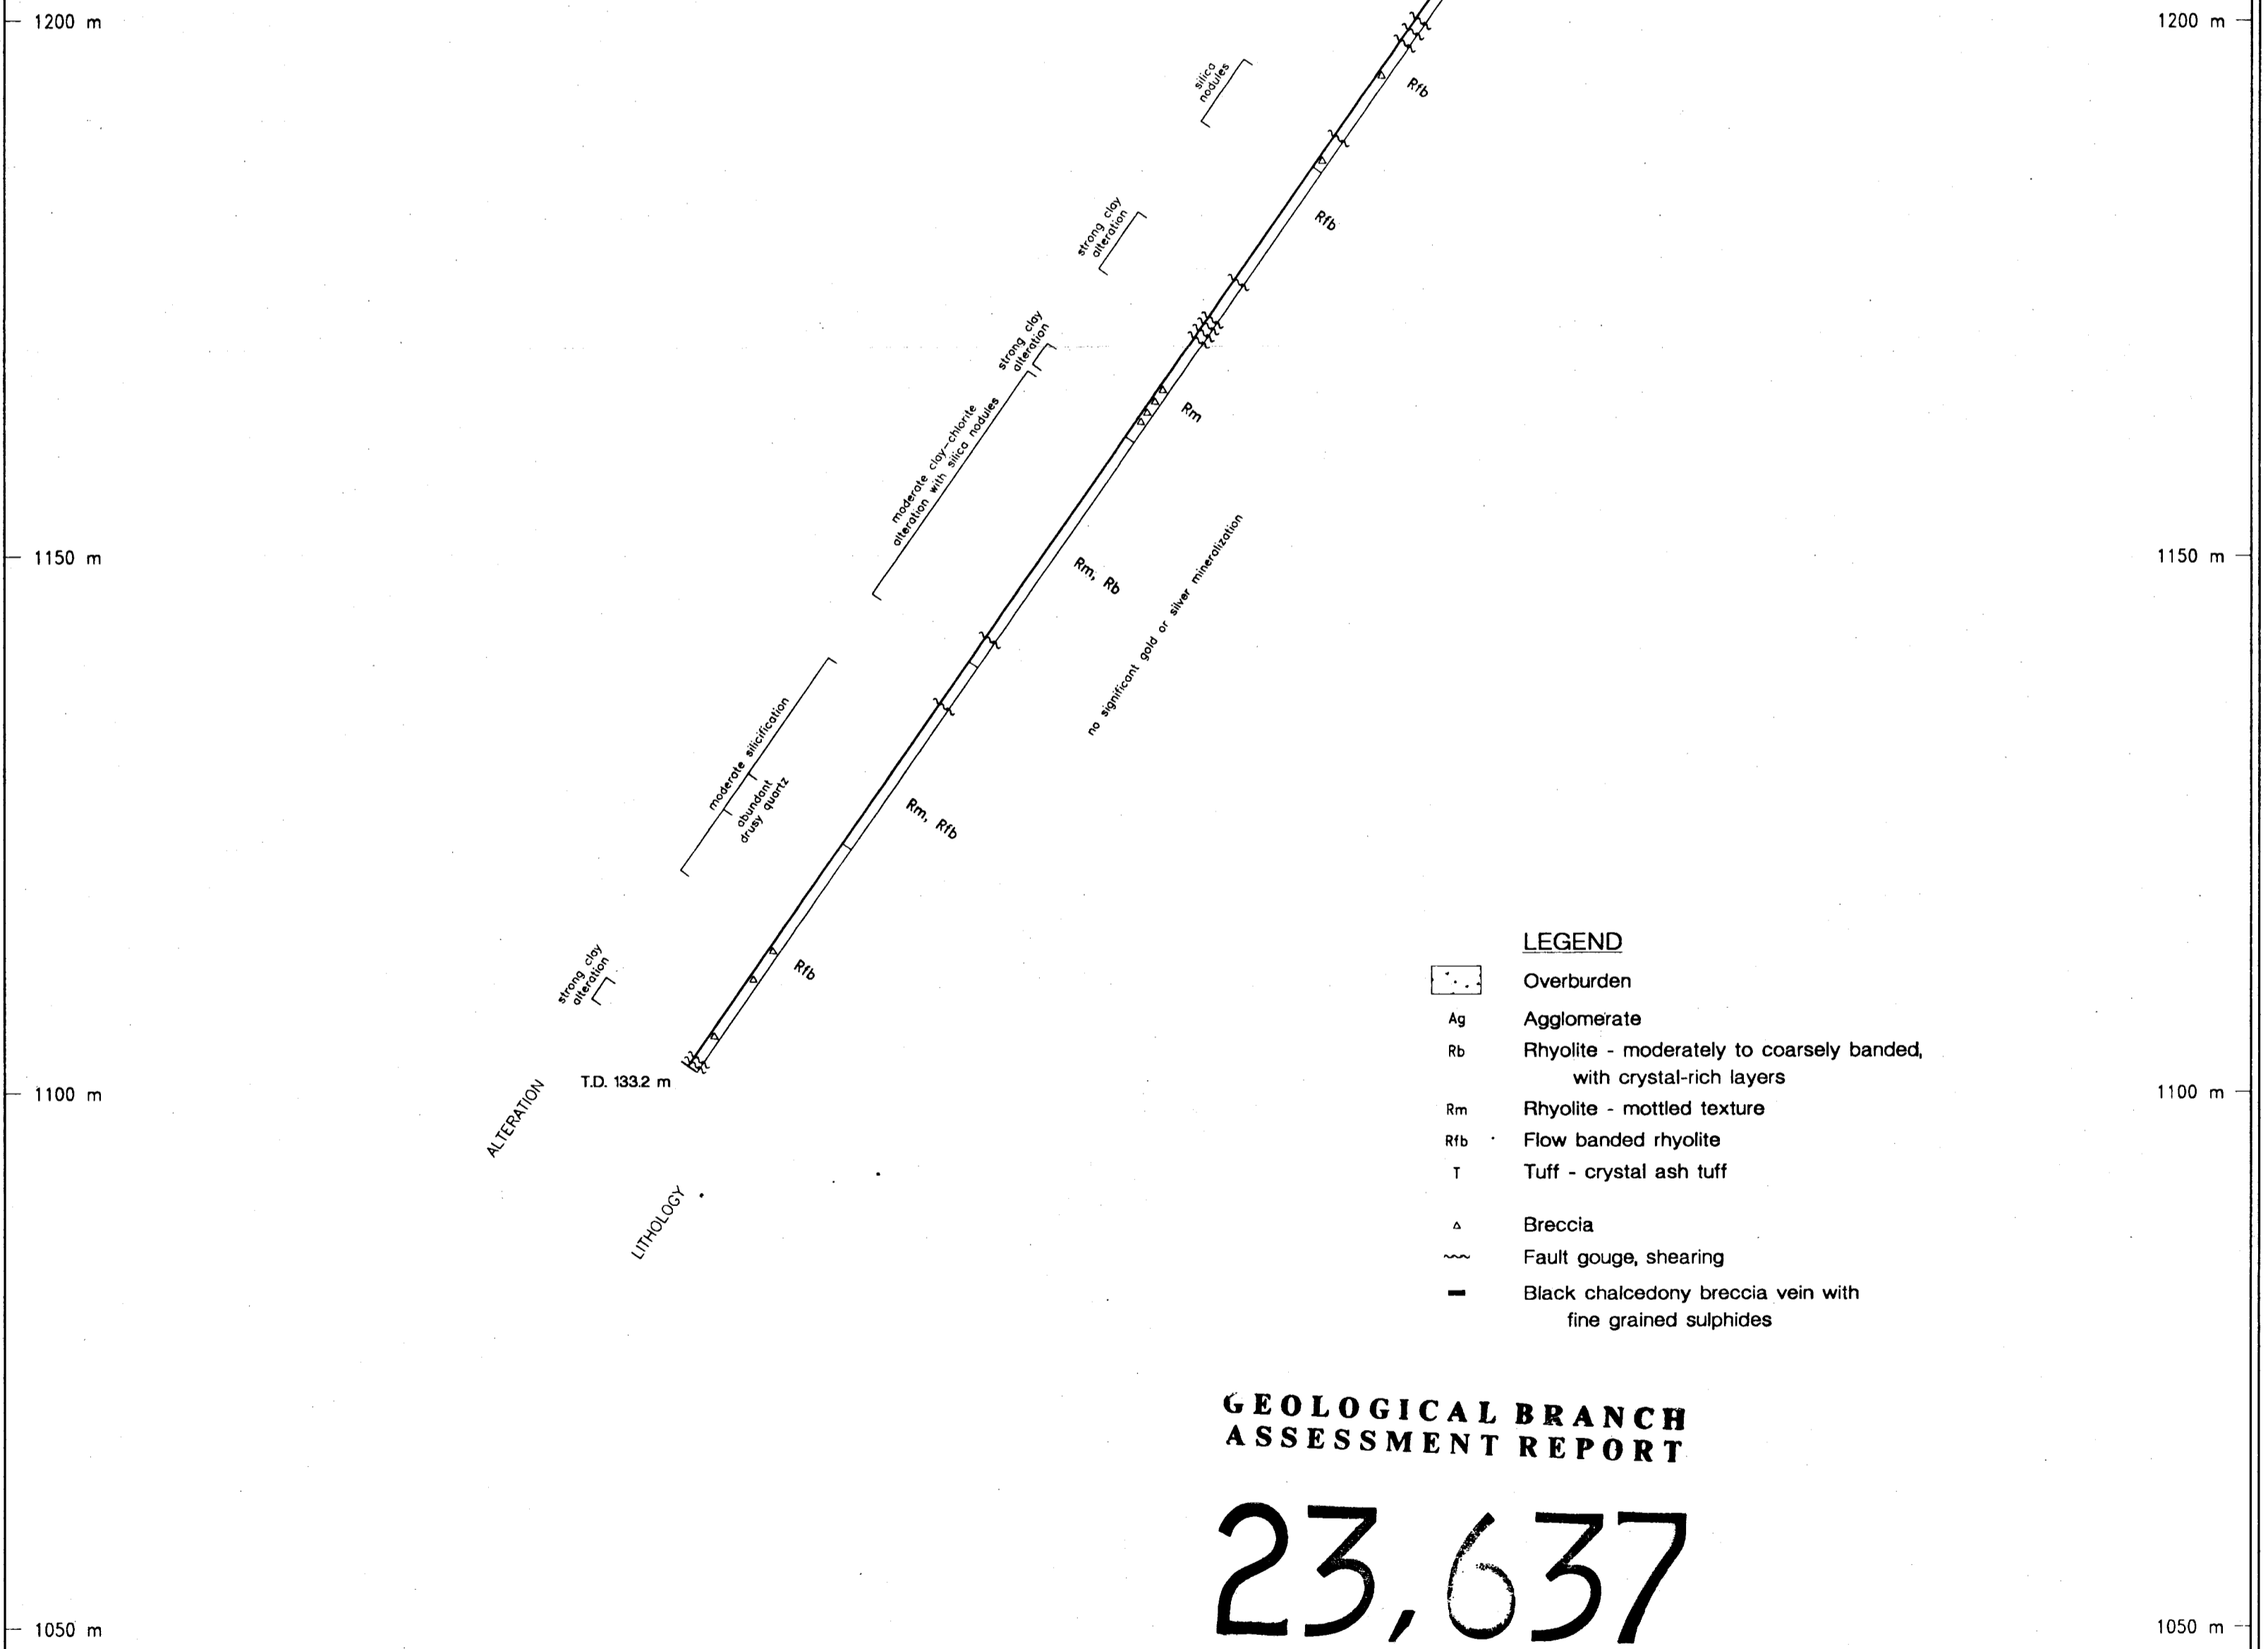 1200 m
1200 m
silica
nodules
Rfb
strong clay
alteration
Rfb
strong clay
alteration
moderate clay-chlorite
alteration with silica nodules
Rm
1150 m
1150 m
Rm, Rb
no significant gold or silver mineralization
moderate silicification
abundant
drusy quartz
Rm, Rfb
strong clay
alteration
Rfb
T.D. 133.2 m
1100 m
1100 m
ALTERATION
LITHOLOGY
LEGEND
Overburden
Ag Agglomerate
Rb Rhyolite - moderately to coarsely banded,
with crystal-rich layers
Rm Rhyolite - mottled texture
Rfb Flow banded rhyolite
T Tuff - crystal ash tuff
Breccia
Fault gouge, shearing
Black chalcedony breccia vein with
fine grained sulphides
GEOLOGICAL BRANCH
ASSESSMENT REPORT
23,637
1050 m
1050 m